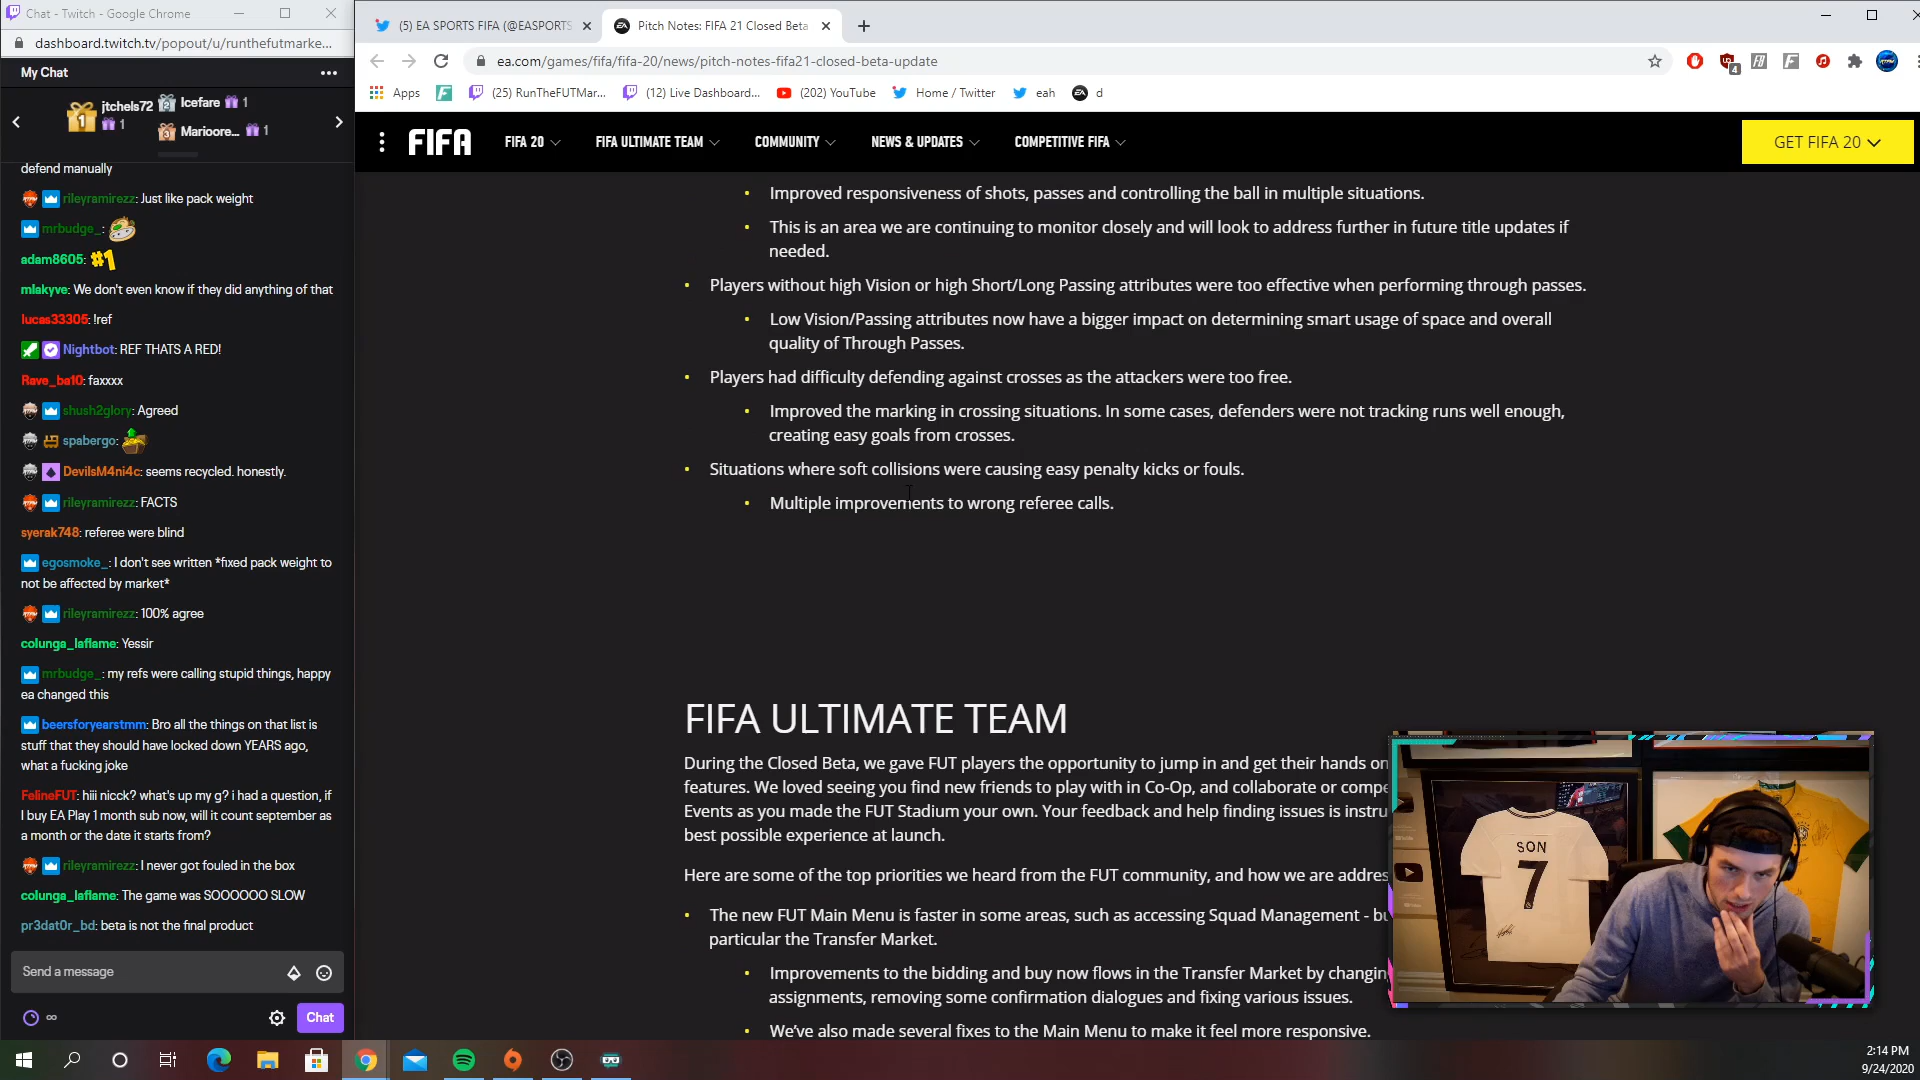 Chat - Twitch - Google Chrome
dashboard.twitch.tv/popout/u/runthefutmarke...
My Chat
jtchels72
1
Icefare 1
Marioore... 1
defend manually
rileyramirezz: Just like pack weight
mrbudge_:
adam8605: #1
mlakyve: We don't even know if they did anything of that
lucas33305: !ref
Nightbot: REF THATS A RED!
Rave_ba10: faxxxx
shush2glory: Agreed
spabergo:
DevilsM4ni4c: seems recycled. honestly.
rileyramirezz: FACTS
syerak748: referee were blind
egosmoke_: I don't see written *fixed pack weight to
not be affected by market*
rileyramirezz: 100% agree
colunga_laflame: Yessir
mrbudge_: my refs were calling stupid things, happy
ea changed this
beersforyearstmm: Bro all the things on that list is
stuff that they should have locked down YEARS ago,
what a fucking joke
FelineFUT: hiii nicck? what's up my g? i had a question, if
I buy EA Play 1 month sub now, will it count september as
a month or the date it starts from?
rileyramirezz: I never got fouled in the box
colunga_laflame: The game was SOOOOOO SLOW
pr3dat0r_bd: beta is not the final product
Send a message
Chat
(5) EA SPORTS FIFA (@EASPORTS
Pitch Notes: FIFA 21 Closed Beta
ea.com/games/fifa/fifa-20/news/pitch-notes-fifa21-closed-beta-update
4
Apps
(25) RunTheFUTMar...
(12) Live Dashboard...
(202) YouTube
Home / Twitter
eah
d
FIFA
FIFA 20
FIFA ULTIMATE TEAM
COMMUNITY
NEWS & UPDATES
COMPETITIVE FIFA
GET FIFA 20
• Improved responsiveness of shots, passes and controlling the ball in multiple situations.
• This is an area we are continuing to monitor closely and will look to address further in future title updates if
needed.
• Players without high Vision or high Short/Long Passing attributes were too effective when performing through passes.
• Low Vision/Passing attributes now have a bigger impact on determining smart usage of space and overall
quality of Through Passes.
• Players had difficulty defending against crosses as the attackers were too free.
• Improved the marking in crossing situations. In some cases, defenders were not tracking runs well enough,
creating easy goals from crosses.
• Situations where soft collisions were causing easy penalty kicks or fouls.
• Multiple improvements to wrong referee calls.
FIFA ULTIMATE TEAM
During the Closed Beta, we gave FUT players the opportunity to jump in and get their hands on
features. We loved seeing you find new friends to play with in Co-Op, and collaborate or compe
Events as you made the FUT Stadium your own. Your feedback and help finding issues is instru
best possible experience at launch.
Here are some of the top priorities we heard from the FUT community, and how we are addres
• The new FUT Main Menu is faster in some areas, such as accessing Squad Management - bu
particular the Transfer Market.
• Improvements to the bidding and buy now flows in the Transfer Market by changin
assignments, removing some confirmation dialogues and fixing various issues.
• We've also made several fixes to the Main Menu to make it feel more responsive.
SON
7
2:14 PM
9/24/2020